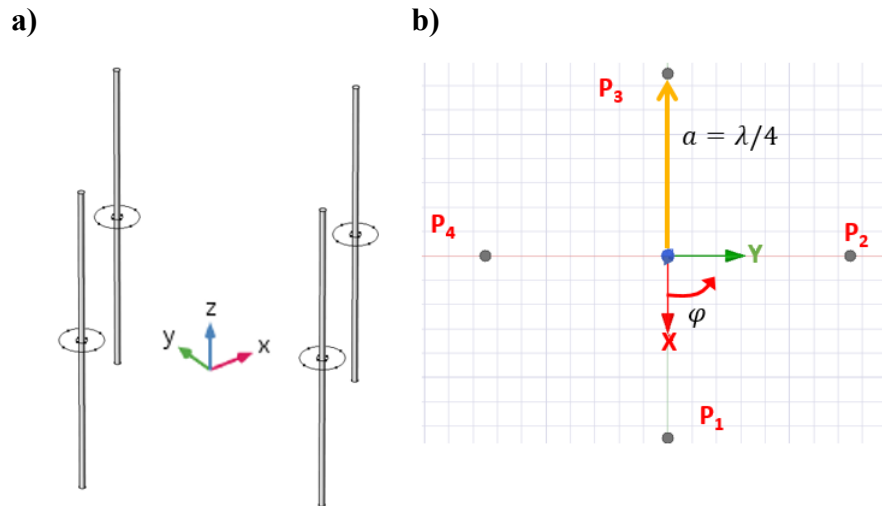 a)
b)
P3
a = λ/4
P4
Y
P2
z
y
x
φ
X
P1